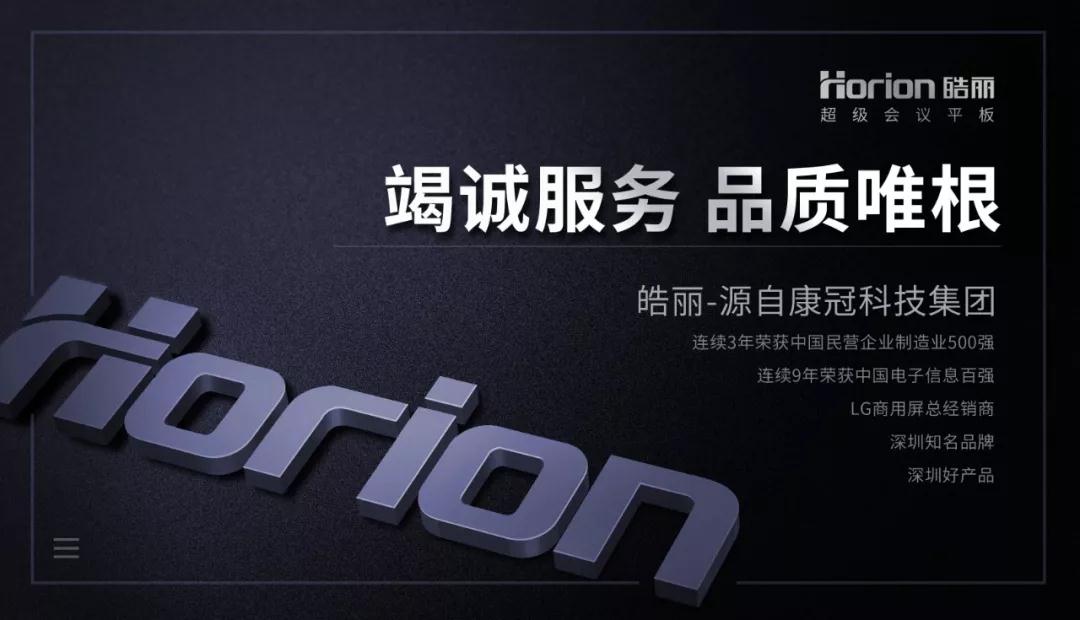 Horion 皓丽
超级会议平板
竭诚服务 品质唯根
皓丽-源自康冠科技集团
连续3年荣获中国民营企业制造业500强
连续9年荣获中国电子信息百强
LG商用屏总经销商
深圳知名品牌
深圳好产品
Horion